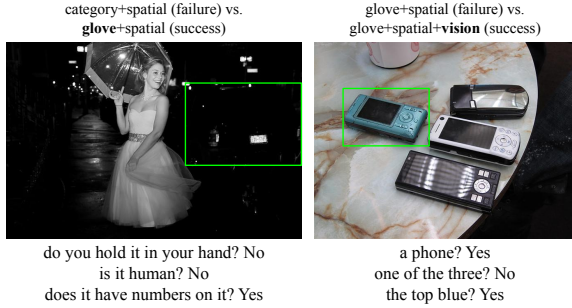 category+spatial (failure) vs.
glove+spatial (success)
do you hold it in your hand? No
is it human? No
does it have numbers on it? Yes
glove+spatial (failure) vs.
glove+spatial+vision (success)
a phone? Yes
one of the three? No
the top blue? Yes